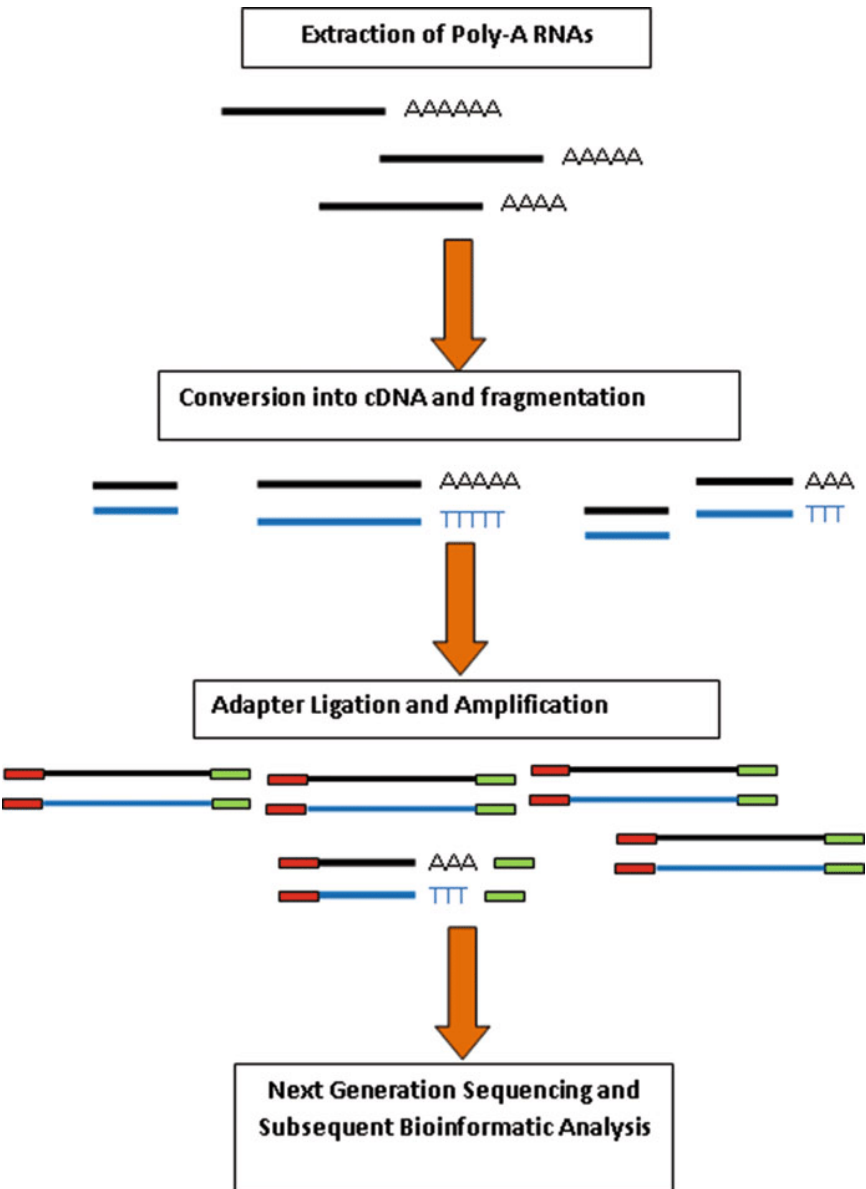 Extraction of Poly-A RNAs
AAAAAA
AAAAA
AAAA
Conversion into cDNA and fragmentation
AAAAA AAA
TTTTT TTT
Adapter Ligation and Amplification
AAA
TTT
Next Generation Sequencing and
Subsequent Bioinformatic Analysis